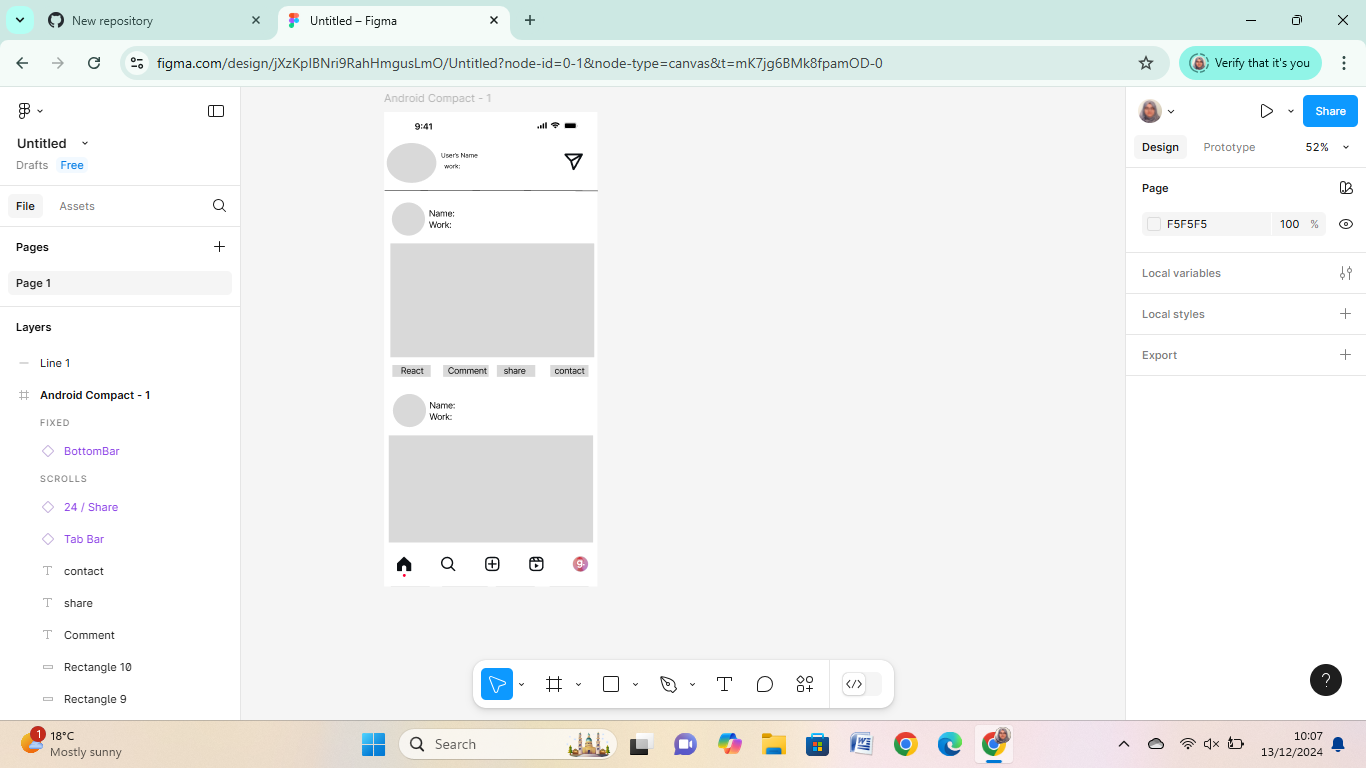 New repository
Untitled – Figma
figma.com/design/jXzKpIBNri9RahHmgusLmO/Untitled?node-id=0-1&node-type=canvas&t=mK7jg6BMk8fpamOD-0
Verify that it's you
Untitled
Drafts Free
File Assets
Pages
Page 1
Layers
Line 1
Android Compact - 1
FIXED
BottomBar
SCROLLS
24 / Share
Tab Bar
contact
share
Comment
Rectangle 10
Rectangle 9
Android Compact - 1
9:41
User's Name
work:
Name:
Work:
React Comment share contact
Name:
Work:
Share
Design Prototype 52%
Page
F5F5F5 100 %
Local variables
Local styles
Export
?
1
18°C
Mostly sunny
Search
10:07
13/12/2024